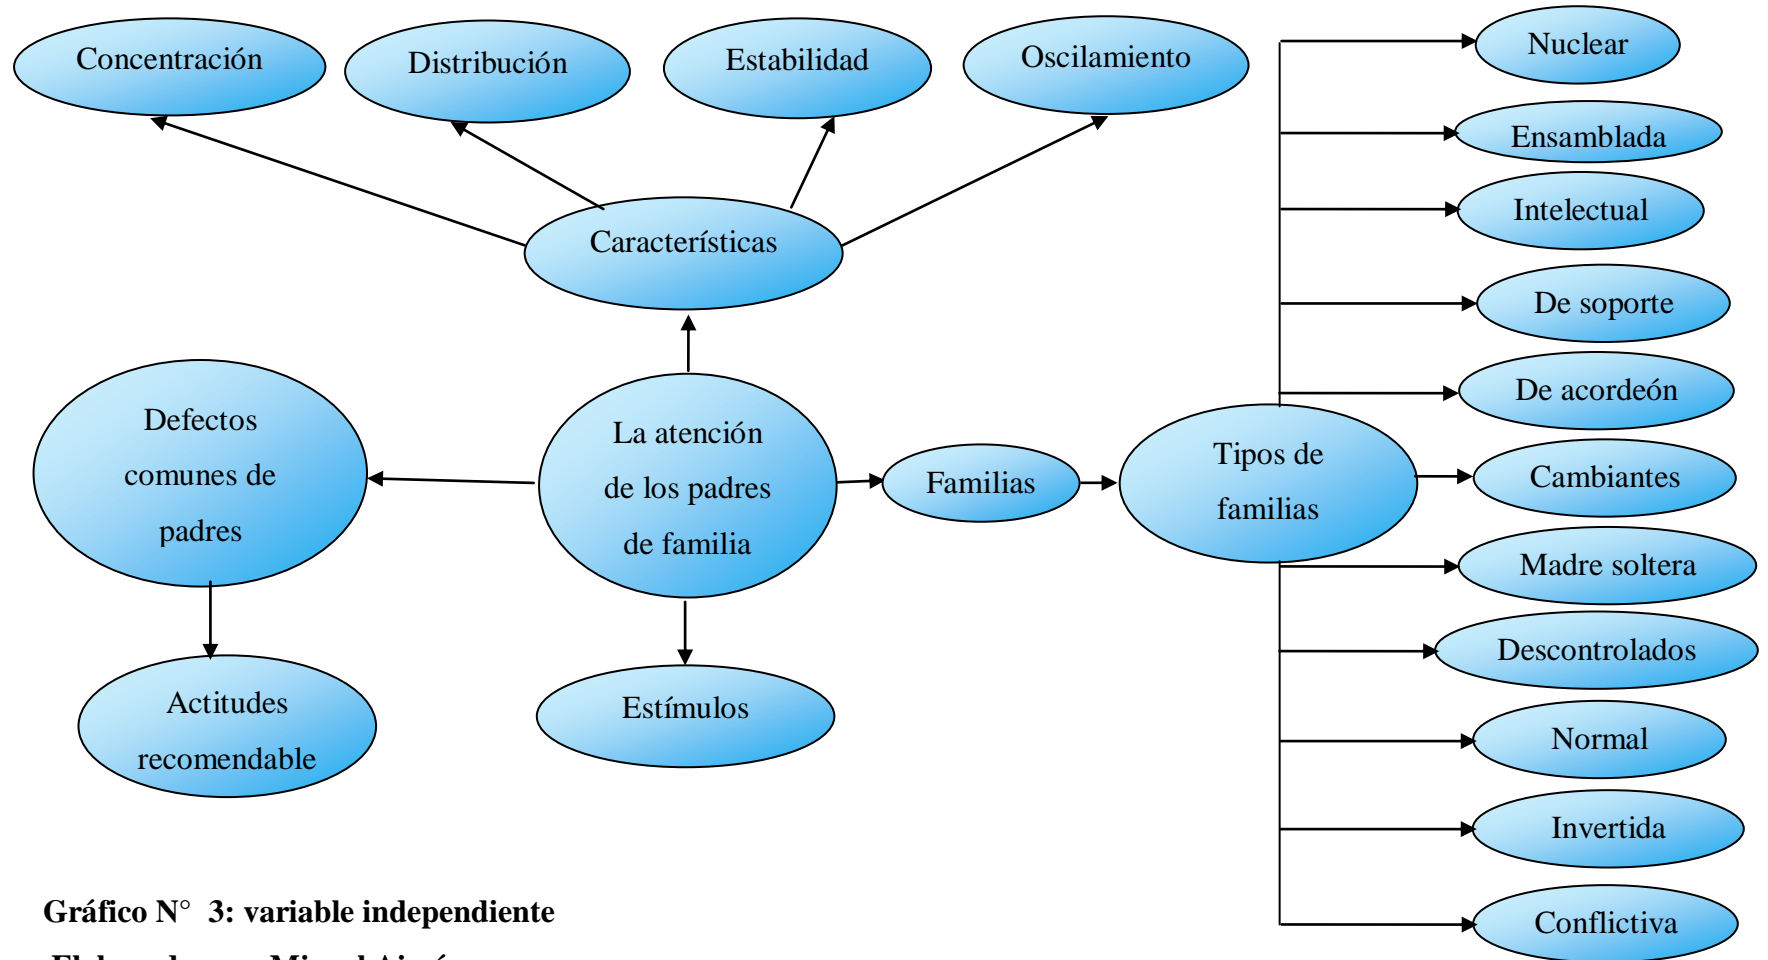 Concentración
Distribución
Estabilidad
Oscilamiento
Características
Defectos
comunes de
padres
La atención
de los padres
de familia
Familias
Tipos de
familias
Actitudes
recomendable
Estímulos
Nuclear
Ensamblada
Intelectual
De soporte
De acordeón
Cambiantes
Madre soltera
Descontrolados
Normal
Invertida
Conflictiva
Gráfico N° 3: variable independiente